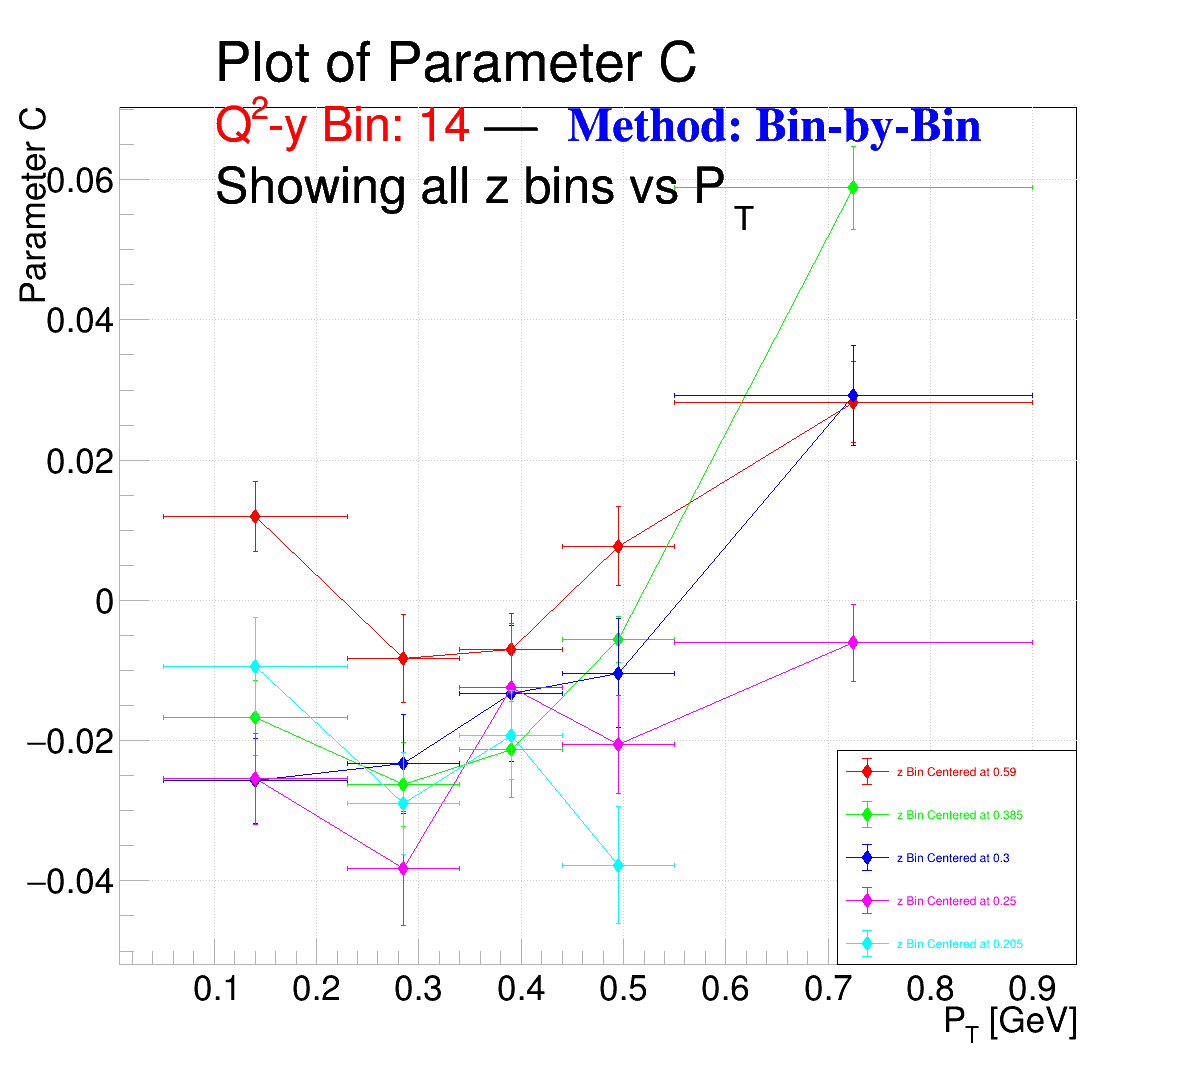 Plot of Parameter C
Q²-y Bin: 14 — Method: Bin-by-Bin
Showing all z bins vs P_T
Parameter C
0.06
0.04
0.02
0
−0.02
−0.04
z Bin Centered at 0.59
z Bin Centered at 0.385
z Bin Centered at 0.3
z Bin Centered at 0.25
z Bin Centered at 0.205
0.1 0.2 0.3 0.4 0.5 0.6 0.7 0.8 0.9
P_T [GeV]